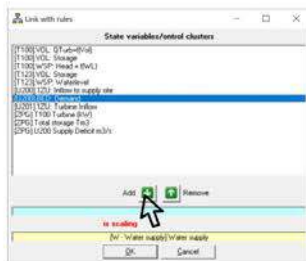 Link with rules
State variables/control clusters
[T100] VOL: QTurb=f(Vol)
[T100] VOL: Storage
[T100] WSP: Head = f(WL)
[T123] VOL: Storage
[T123] WSP: Waterlevel
[U200] 1ZU: Inflow to supply site
Demand
[U201] 1ZU: Turbine Inflow
[ZPG] T100 Turbine (kW)
[ZPG] Total storage Tm3
[ZPG] U200 Supply Deficit m3/s
Add Remove
is scaling
[W - Water supply] Water supply
OK Cancel